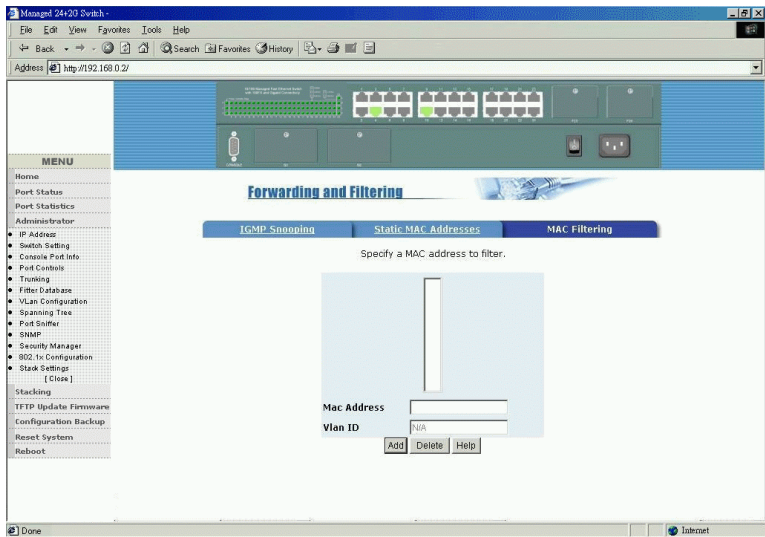 Managed 24+2G Switch -
File Edit View Favorites Tools Help
Back Search Favorites History
Address http://192.168.0.2/
MENU
Home
Port Status
Port Statistics
Administrator
IP Address
Switch Setting
Console Port Info
Port Controls
Trunking
Filter Database
VLan Configuration
Spanning Tree
Port Sniffer
SNMP
Security Manager
802.1x Configuration
Stack Settings
[ Close ]
Stacking
TFTP Update Firmware
Configuration Backup
Reset System
Reboot
Forwarding and Filtering
IGMP Snooping Static MAC Addresses MAC Filtering
Specify a MAC address to filter.
Mac Address
Vlan ID N/A
Add Delete Help
Done Internet